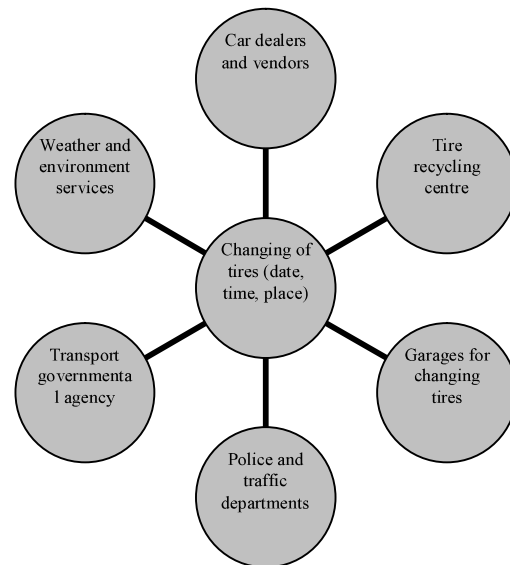 Car dealers
and vendors
Weather and
environment
services
Tire
recycling
centre
Changing of
tires (date,
time, place)
Transport
governmenta
l agency
Garages for
changing
tires
Police and
traffic
departments